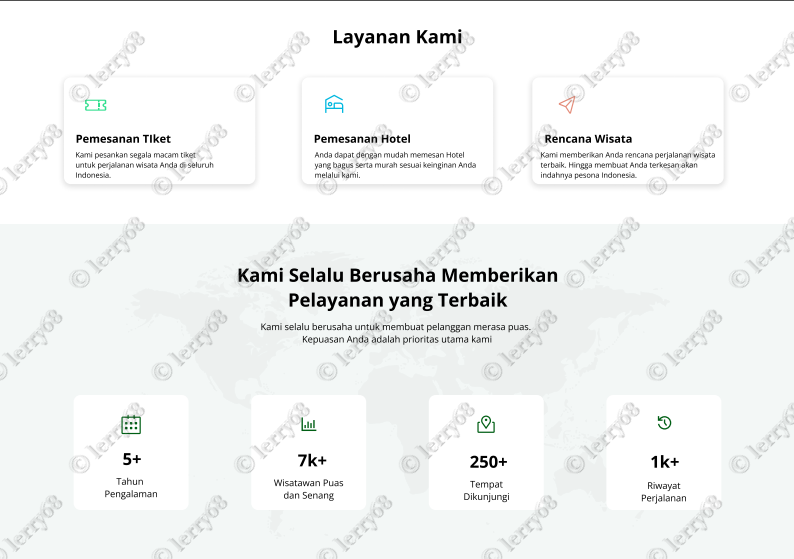 Layanan Kami
Pemesanan TIket
Kami pesankan segala macam tiket
untuk perjalanan wisata Anda di seluruh
Indonesia.
Pemesanan Hotel
Anda dapat dengan mudah memesan Hotel
yang bagus serta murah sesuai keinginan Anda
melalui kami.
Rencana Wisata
Kami memberikan Anda rencana perjalanan wisata
terbaik. Hingga membuat Anda terkesan akan
indahnya pesona Indonesia.
Kami Selalu Berusaha Memberikan
Pelayanan yang Terbaik
Kami selalu berusaha untuk membuat pelanggan merasa puas.
Kepuasan Anda adalah prioritas utama kami
5+
Tahun
Pengalaman
7k+
Wisatawan Puas
dan Senang
250+
Tempat
Dikunjungi
1k+
Riwayat
Perjalanan
© lerry68